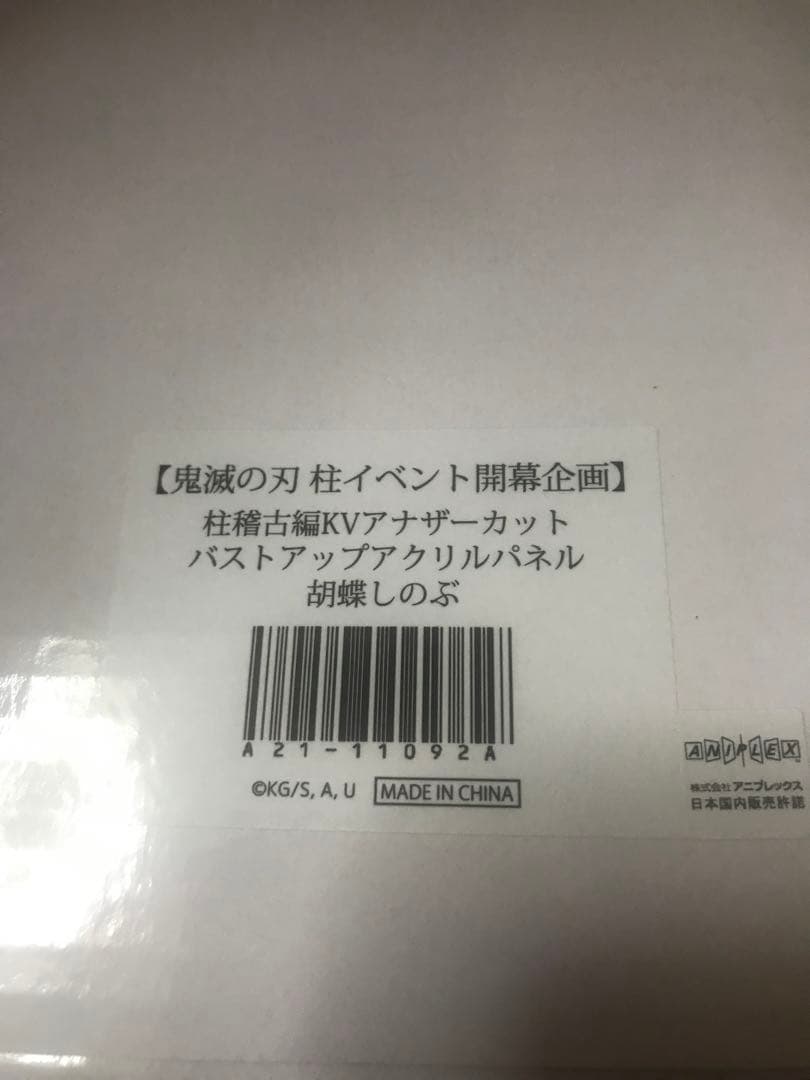 【鬼滅の刃 柱イベント開幕企画】
柱稽古編KVアナザーカット
バストアップアクリルパネル
胡蝶しのぶ
A21-11092A
©KG/S, A, U MADE IN CHINA
ANIPLEX
株式会社 アニプレックス
日本国内販売許諾